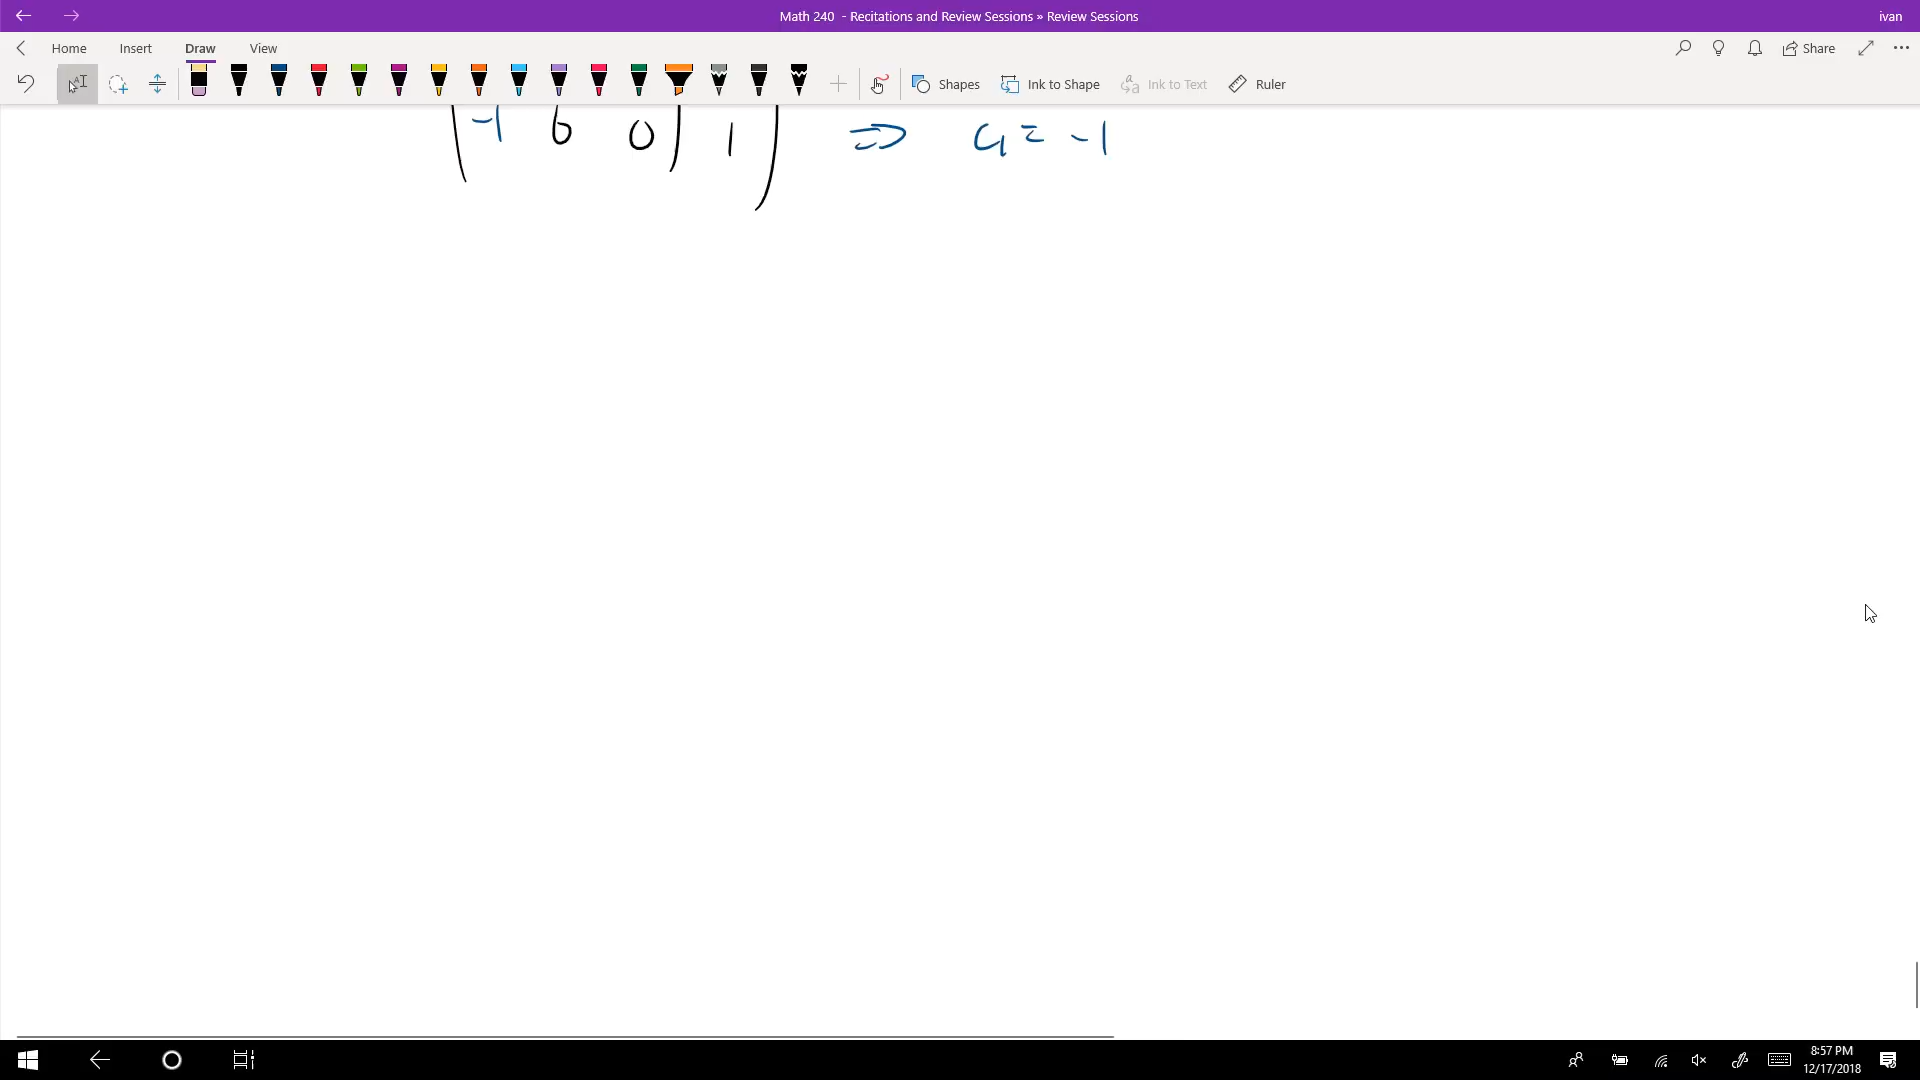 Math 240 - Recitations and Review Sessions » Review Sessions
ivan
Home Insert Draw View
Share
Shapes Ink to Shape Ink to Text Ruler
-1 0 0 1 ⇒ a = -1
8:57 PM
12/17/2018